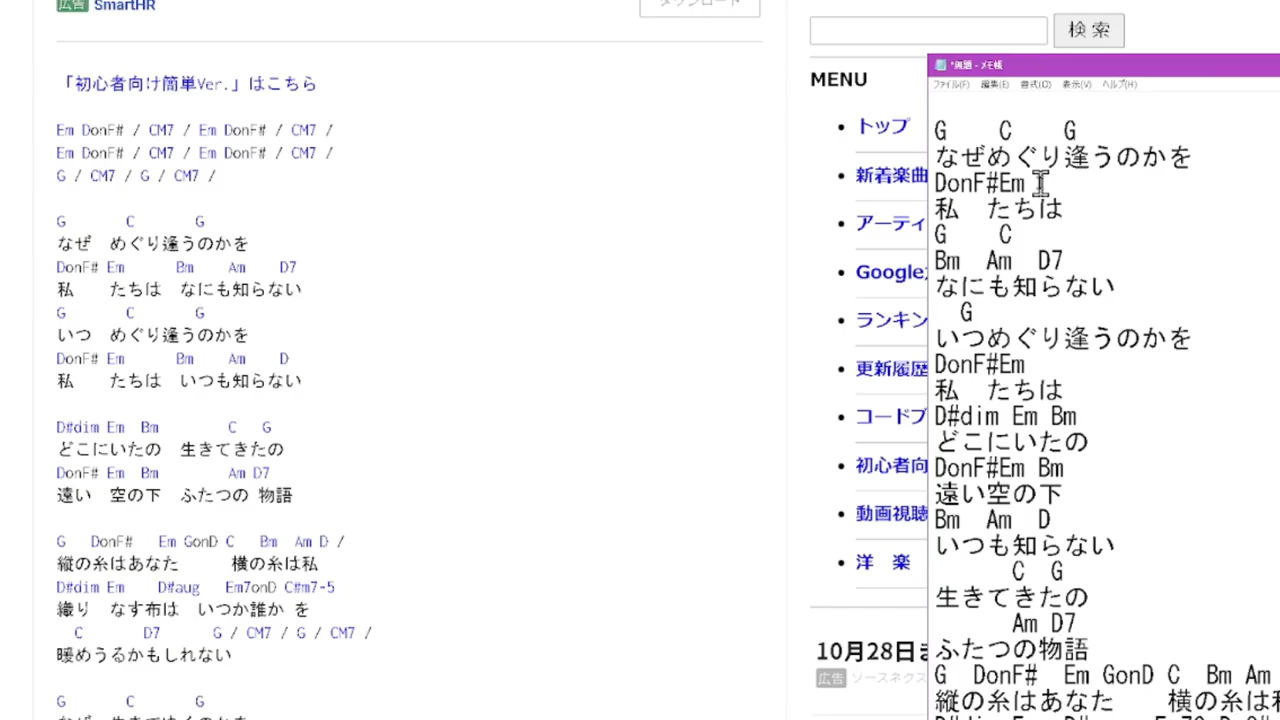 広告 SmartHR
ダウンロード
「初心者向け簡単Ver.」はこちら
Em DonF# / CM7 / Em DonF# / CM7 /
Em DonF# / CM7 / Em DonF# / CM7 /
G / CM7 / G / CM7 /
G C G
なぜ めぐり逢うのかを
DonF# Em Bm Am D7
私 たちは なにも知らない
G C G
いつ めぐり逢うのかを
DonF# Em Bm Am D
私 たちは いつも知らない
D#dim Em Bm C G
どこにいたの 生きてきたの
DonF# Em Bm Am D7
遠い 空の下 ふたつの 物語
G DonF# Em GonD C Bm Am D /
縦の糸はあなた 横の糸は私
D#dim Em D#aug Em7onD C#m7-5
織り なす布は いつか誰か を
C D7 G / CM7 / G / CM7 /
暖めうるかもしれない
G C G
検索
MENU
トップ
新着楽曲
アーティ
Google
ランキン
更新履歴
コードブ
初心者向
動画視聴
洋 楽
10月28日
広告 ソースネクス
*無題 - メモ帳
ファイル(F) 編集(E) 書式(O) 表示(V) ヘルプ(H)
G C G
なぜめぐり逢うのかを
DonF#Em
私 たちは
G C
Bm Am D7
なにも知らない
G
いつめぐり逢うのかを
DonF#Em
私 たちは
D#dim Em Bm
どこにいたの
DonF#Em Bm
遠い空の下
Bm Am D
いつも知らない
C G
生きてきたの
Am D7
ふたつの物語
G DonF# Em GonD C Bm Am
縦の糸はあなた 横の糸は私